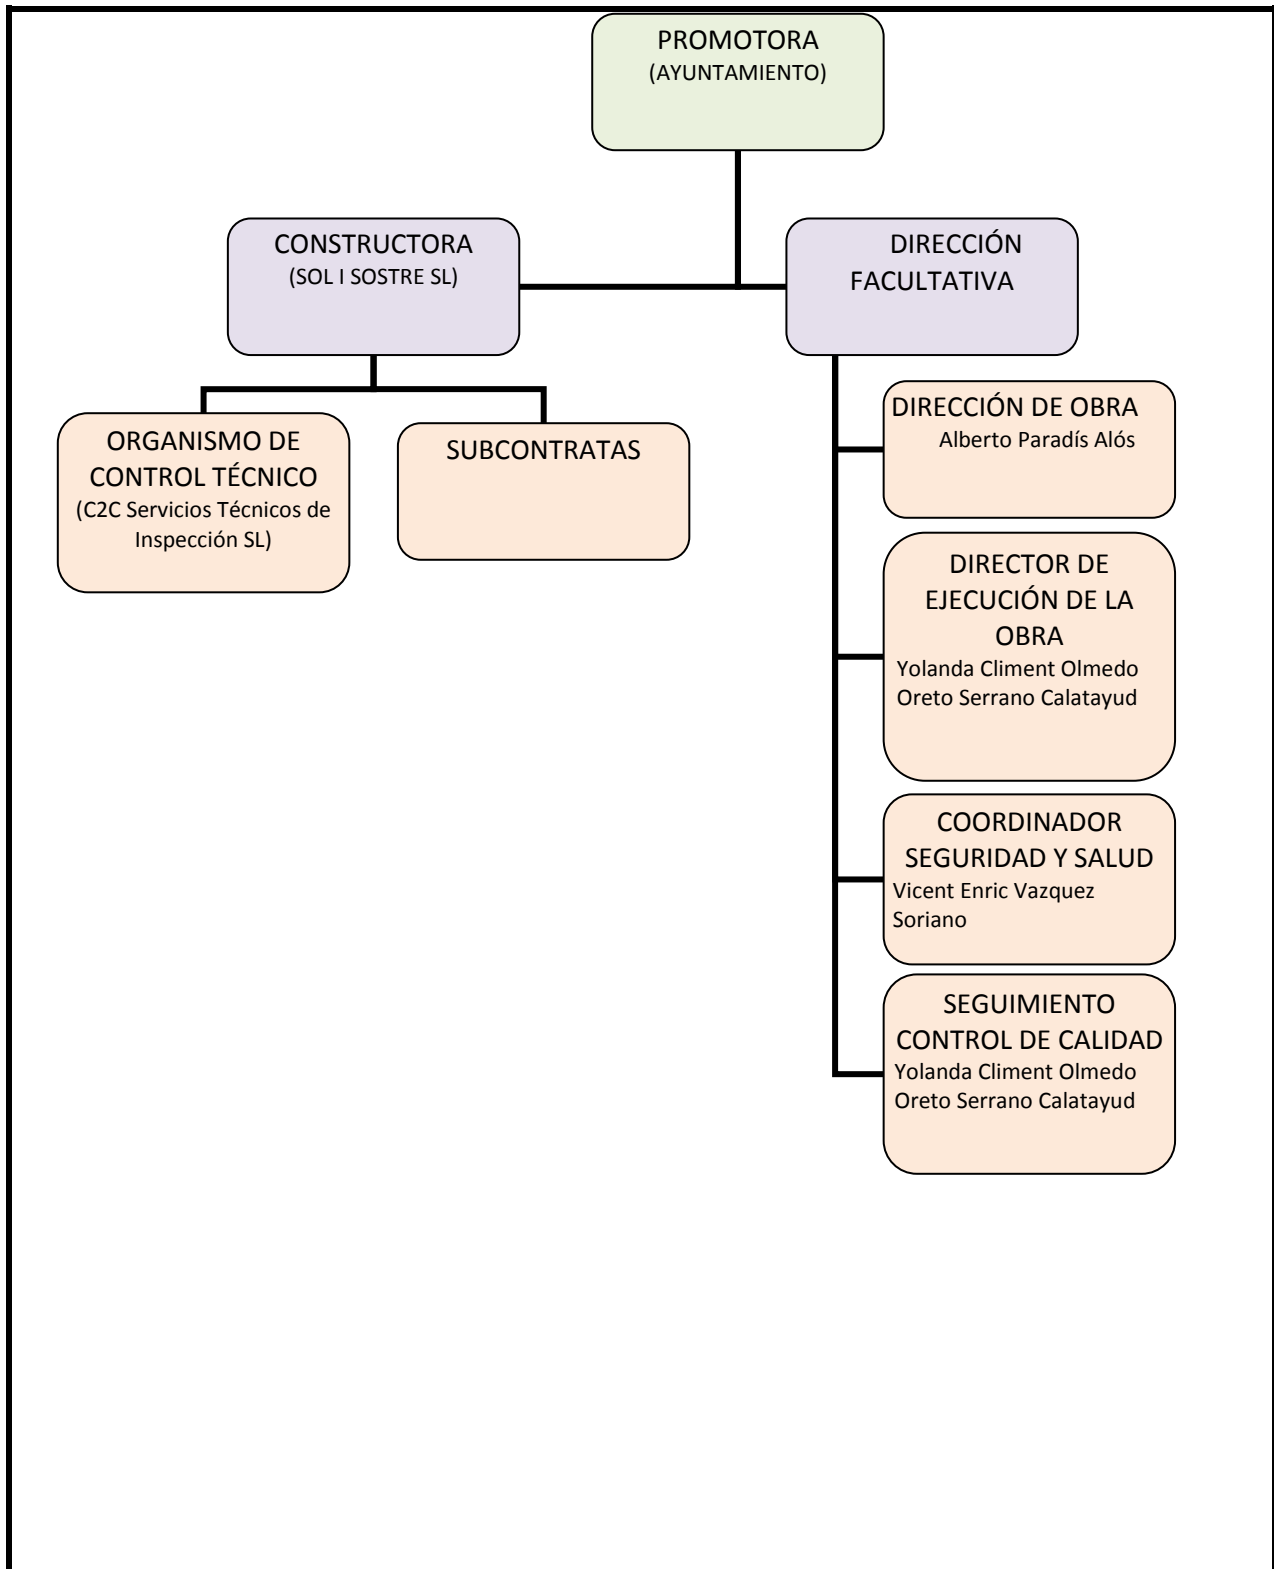 PROMOTORA
(AYUNTAMIENTO)
CONSTRUCTORA
(SOL I SOSTRE SL)
DIRECCIÓN
FACULTATIVA
ORGANISMO DE
CONTROL TÉCNICO
(C2C Servicios Técnicos de
Inspección SL)
SUBCONTRATAS
DIRECCIÓN DE OBRA
Alberto Paradís Alós
DIRECTOR DE
EJECUCIÓN DE LA
OBRA
Yolanda Climent Olmedo
Oreto Serrano Calatayud
COORDINADOR
SEGURIDAD Y SALUD
Vicent Enric Vazquez
Soriano
SEGUIMIENTO
CONTROL DE CALIDAD
Yolanda Climent Olmedo
Oreto Serrano Calatayud